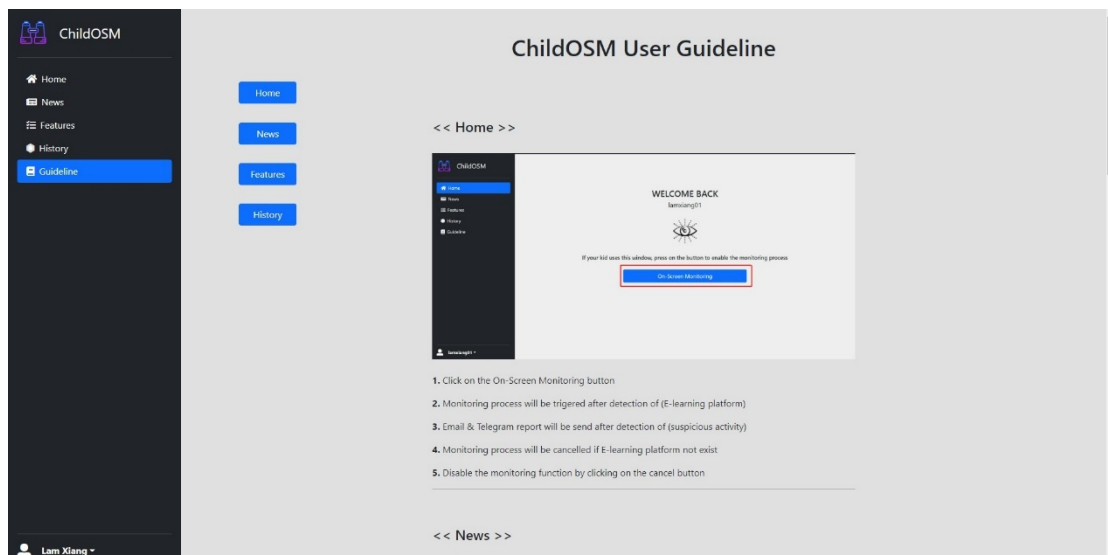 ChildOSM
Home
News
Features
History
Guideline
Lam Xiang
ChildOSM User Guideline
Home
News
Features
History
<< Home >>
ChildOSM
Home
News
Features
History
Guideline
lamxiang01
WELCOME BACK
lamxiang01
If your kid uses this window, press on the button to enable the monitoring process
On-Screen Monitoring
1. Click on the On-Screen Monitoring button
2. Monitoring process will be trigered after detection of (E-learning platform)
3. Email & Telegram report will be send after detection of (suspicious activity)
4. Monitoring process will be cancelled if E-learning platform not exist
5. Disable the monitoring function by clicking on the cancel button
<< News >>